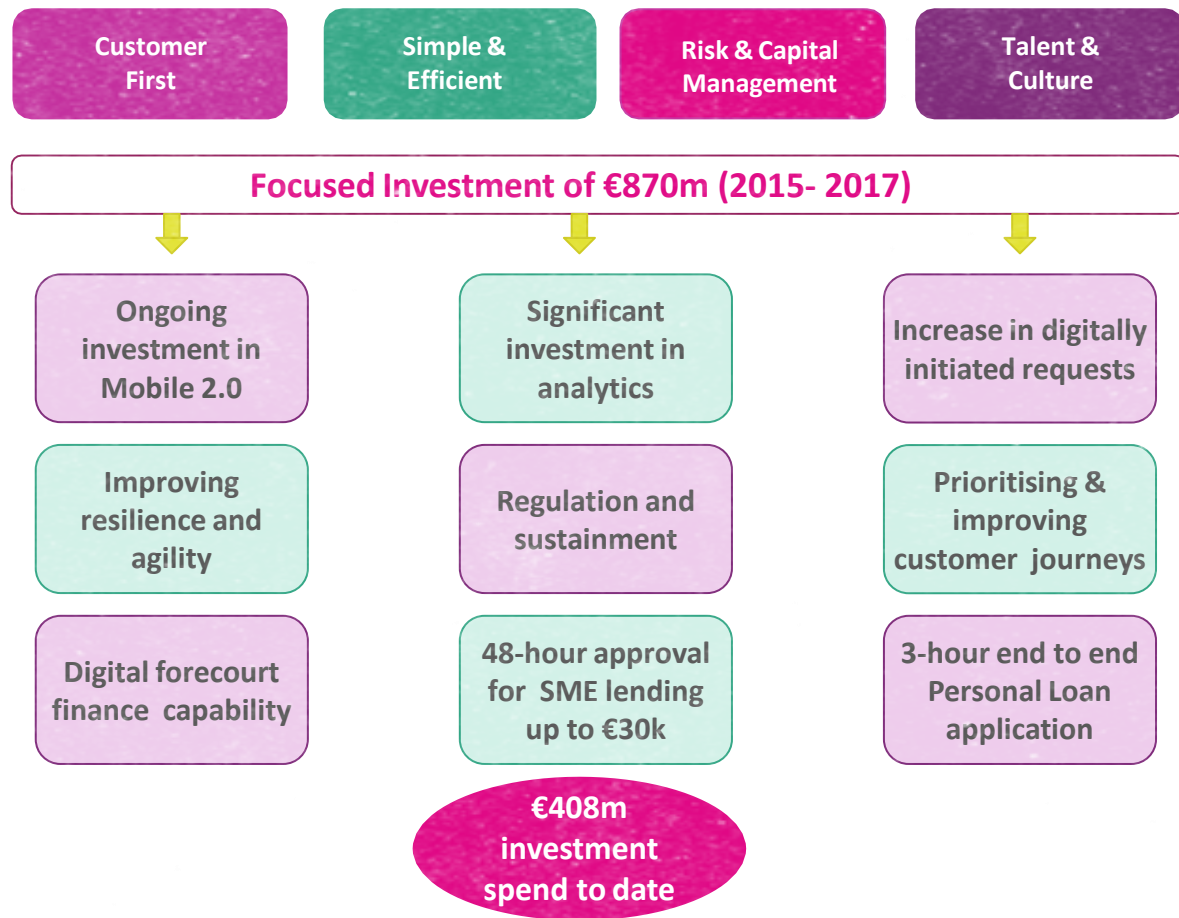 Customer
First
Simple &
Efficient
Risk & Capital
Management
Talent &
Culture
Focused Investment of €870m (2015- 2017)
Ongoing
investment in
Mobile 2.0
Significant
investment in
analytics
Increase in digitally
initiated requests
Improving
resilience and
agility
Regulation and
sustainment
Prioritising &
improving
customer journeys
Digital forecourt
finance capability
48-hour approval
for SME lending
up to €30k
3-hour end to end
Personal Loan
application
€408m
investment
spend to date